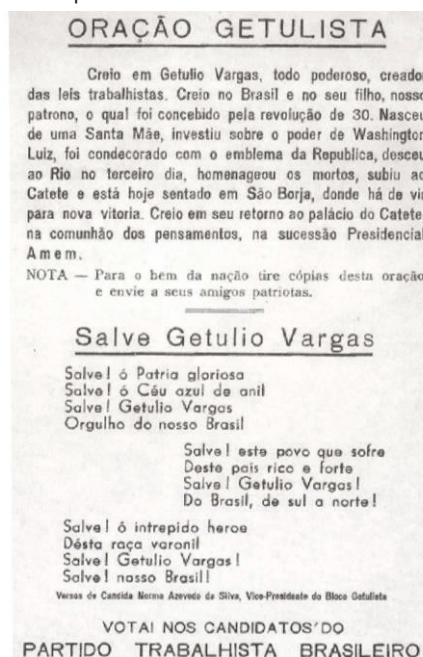 ORAÇÃO GETULISTA
Creio em Getulio Vargas, todo poderoso, creador
das leis trabalhistas. Creio no Brasil e no seu filho, nosso
patrono, o qual foi concebido pela revolução de 30. Nasceu
de uma Santa Mãe, investiu sobre o poder de Washington
Luiz, foi condecorado com o emblema da Republica, desceu
ao Rio no terceiro dia, homenageou os mortos, subiu ao
Catete e está hoje sentado em São Borja, donde há de vir
para nova vitoria. Creio em seu retorno ao palácio do Catete,
na comunhão dos pensamentos, na sucessão Presidencial
Amem.
NOTA — Para o bem da nação tire cópias desta oração
e envie a seus amigos patriotas.
Salve Getulio Vargas
Salve! ó Patria gloriosa
Salve! ó Céu azul de anil
Salve! Getulio Vargas
Orgulho do nosso Brasil
Salve! este povo que sofre
Deste pais rico e forte
Salve! Getulio Vargas!
Do Brasil, de sul a norte!
Salve! ó intrepido heroe
Désta raça varonil
Salve! Getulio Vargas!
Salve! nosso Brasil!
Versos de Candida Norma Azevedo da Silva, Vice-Presidente do Bloco Getulista
VOTAI NOS CANDIDATOS DO
PARTIDO TRABALHISTA BRASILEIRO